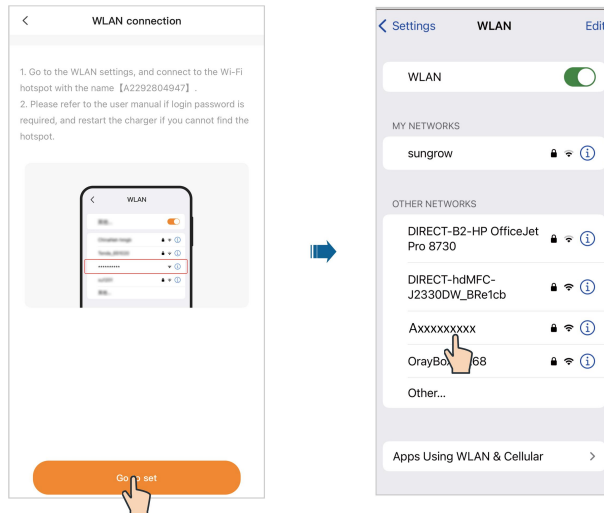 WLAN connection
1. Go to the WLAN settings, and connect to the Wi-Fi
hotspot with the name 【A2292804947】.
2. Please refer to the user manual if login password is
required, and restart the charger if you cannot find the
hotspot.
WLAN
Go to set
Settings
WLAN
Edit
WLAN
MY NETWORKS
sungrow
OTHER NETWORKS
DIRECT-B2-HP OfficeJet
Pro 8730
DIRECT-hdMFC-
J2330DW_BRe1cb
Axxxxxxxxx
Other...
Apps Using WLAN & Cellular